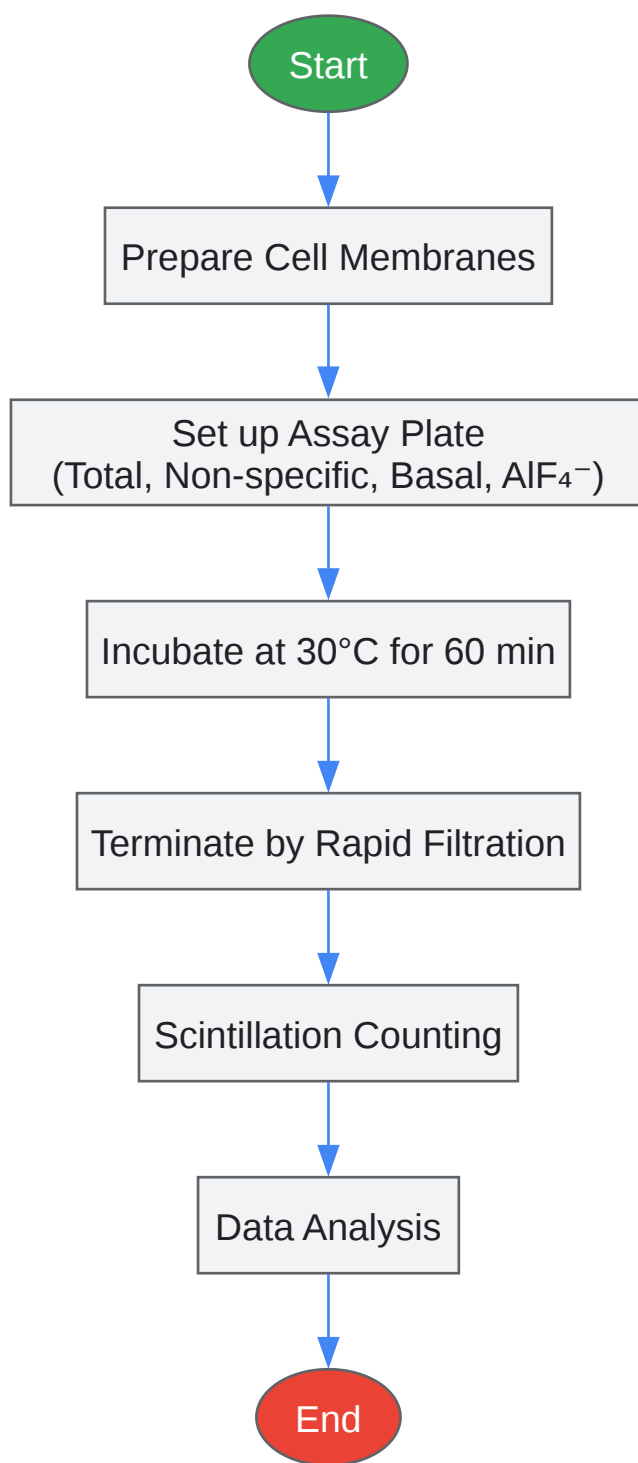 Start
Prepare Cell Membranes
Set up Assay Plate
(Total, Non-specific, Basal, AlF₄⁻)
Incubate at 30°C for 60 min
Terminate by Rapid Filtration
Scintillation Counting
Data Analysis
End